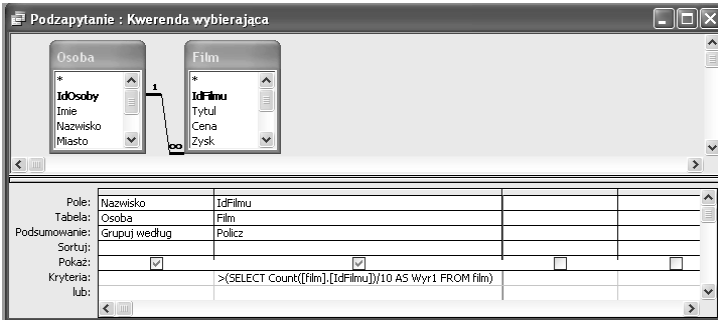 Podzapytanie : Kwerenda wybierająca
Osoba
*
IdOsoby
Imie
Nazwisko
Miasto
1
∞
Film
*
IdFilmu
Tytul
Cena
Zysk
Pole: Nazwisko IdFilmu
Tabela: Osoba Film
Podsumowanie: Grupuj według Policz
Sortuj:
Pokaż:
Kryteria: >(SELECT Count([film].[IdFilmu])/10 AS Wyr1 FROM film)
lub: